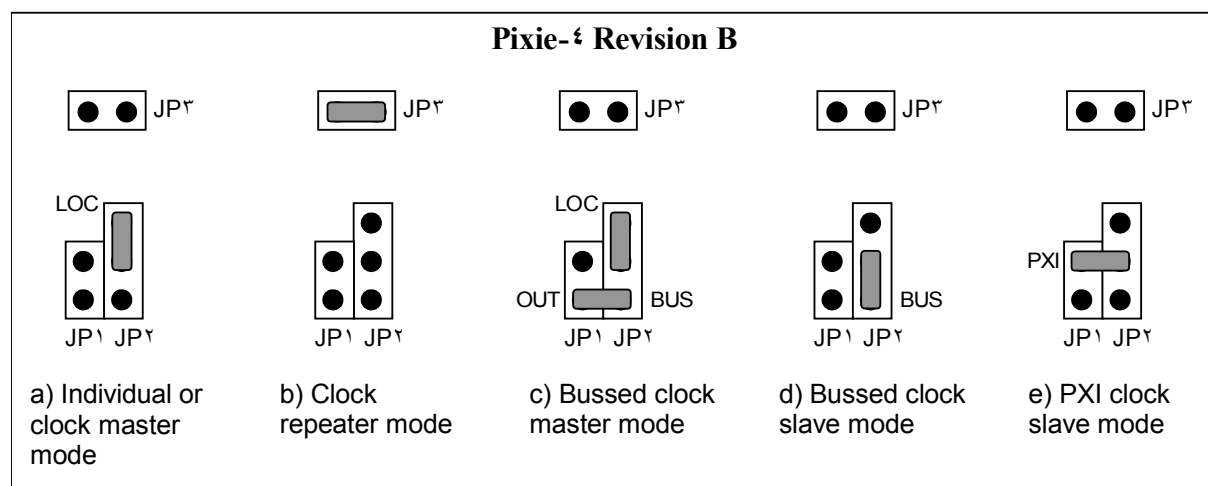 Pixie-٤ Revision B
JP٣ JP٣ JP٣ JP٣ JP٣
LOC LOC
PXI
OUT BUS BUS
JP١ JP٢ JP١ JP٢ JP١ JP٢ JP١ JP٢ JP١ JP٢
a) Individual or
clock master
mode
b) Clock
repeater mode
c) Bussed clock
master mode
d) Bussed clock
slave mode
e) PXI clock
slave mode